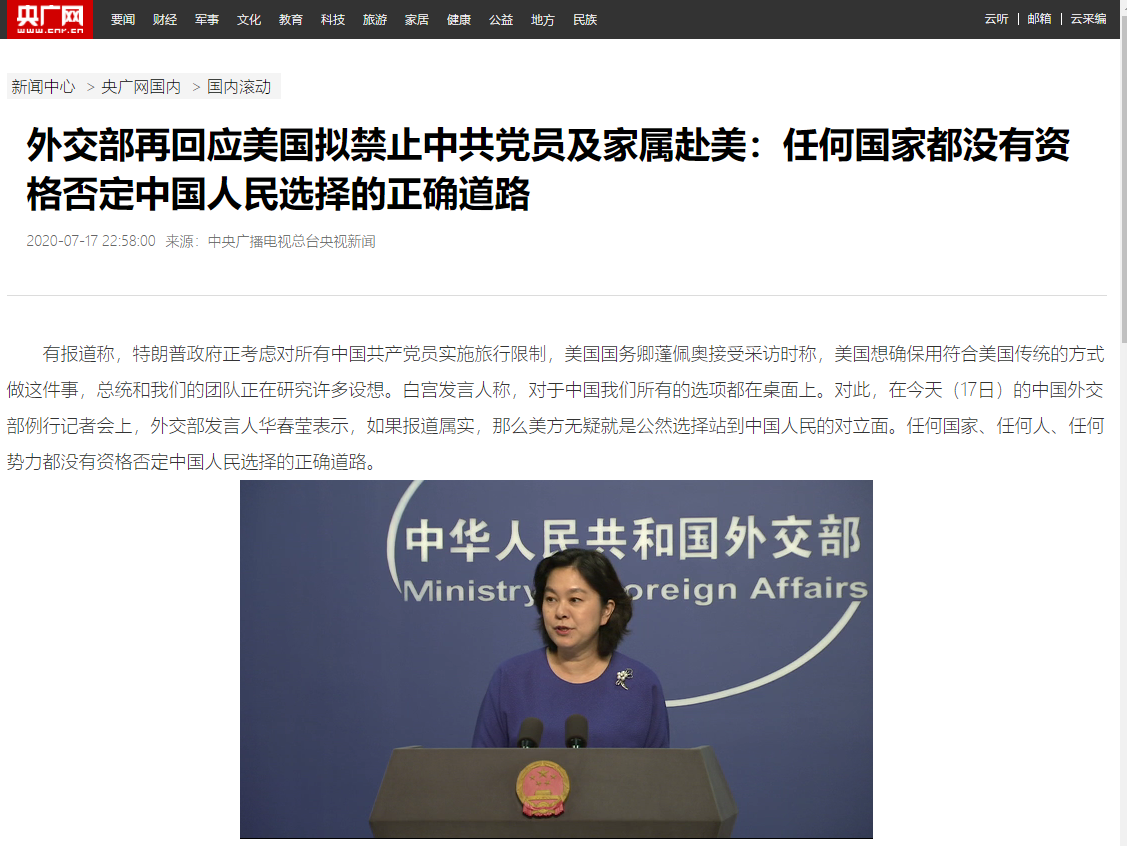 央广网
www.cnr.cn
要闻 财经 军事 文化 教育 科技 旅游 家居 健康 公益 地方 民族
云听 | 邮箱 | 云采编
新闻中心 > 央广网国内 > 国内滚动
外交部再回应美国拟禁止中共党员及家属赴美：任何国家都没有资
格否定中国人民选择的正确道路
2020-07-17 22:58:00 来源：中央广播电视总台央视新闻
有报道称，特朗普政府正考虑对所有中国共产党员实施旅行限制，美国国务卿蓬佩奥接受采访时称，美国想确保用符合美国传统的方式
做这件事，总统和我们的团队正在研究许多设想。白宫发言人称，对于中国我们所有的选项都在桌面上。对此，在今天（17日）的中国外交
部例行记者会上，外交部发言人华春莹表示，如果报道属实，那么美方无疑就是公然选择站到中国人民的对立面。任何国家、任何人、任何
势力都没有资格否定中国人民选择的正确道路。
中华人民共和国外交部
Ministry oreign Affairs